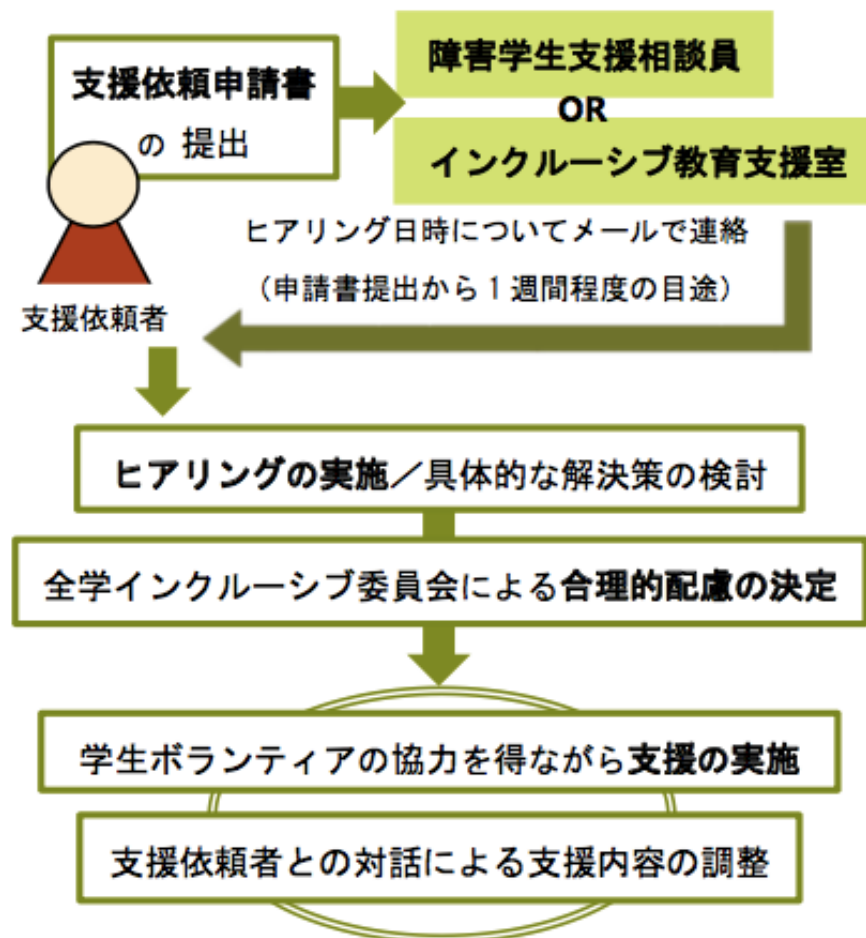 支援依頼申請書
の 提出
障害学生支援相談員
OR
インクルーシブ教育支援室
ヒアリング日時についてメールで連絡
（申請書提出から１週間程度の目途）
支援依頼者
ヒアリングの実施／具体的な解決策の検討
全学インクルーシブ委員会による合理的配慮の決定
学生ボランティアの協力を得ながら支援の実施
支援依頼者との対話による支援内容の調整